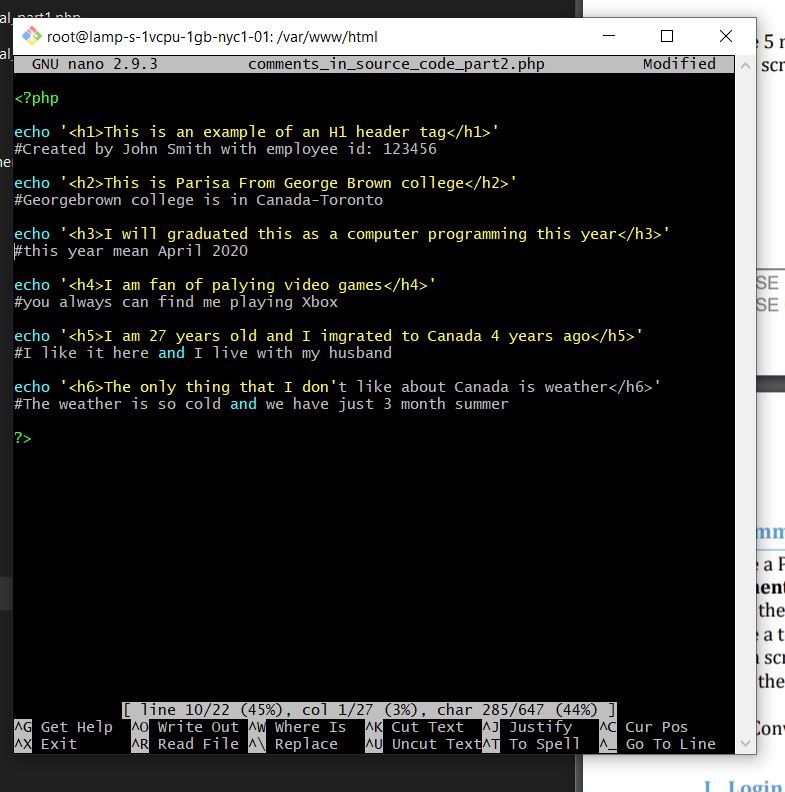 al_part1.php
root@lamp-s-1vcpu-1gb-nyc1-01: /var/www/html
GNU nano 2.9.3 comments_in_source_code_part2.php Modified
<?php
echo '<h1>This is an example of an H1 header tag</h1>'
#Created by John Smith with employee id: 123456
echo '<h2>This is Parisa From George Brown college</h2>'
#Georgebrown college is in Canada-Toronto
echo '<h3>I will graduated this as a computer programming this year</h3>'
#this year mean April 2020
echo '<h4>I am fan of palying video games</h4>'
#you always can find me playing Xbox
echo '<h5>I am 27 years old and I imgrated to Canada 4 years ago</h5>'
#I like it here and I live with my husband
echo '<h6>The only thing that I don't like about Canada is weather</h6>'
#The weather is so cold and we have just 3 month summer
?>
[ line 10/22 (45%), col 1/27 (3%), char 285/647 (44%) ]
^G Get Help ^O Write Out ^W Where Is ^K Cut Text ^J Justify ^C Cur Pos
^X Exit ^R Read File ^\ Replace ^U Uncut Text ^T To Spell ^_ Go To Line
SE
SE
a P
the
e a t
scr
the
I. Login